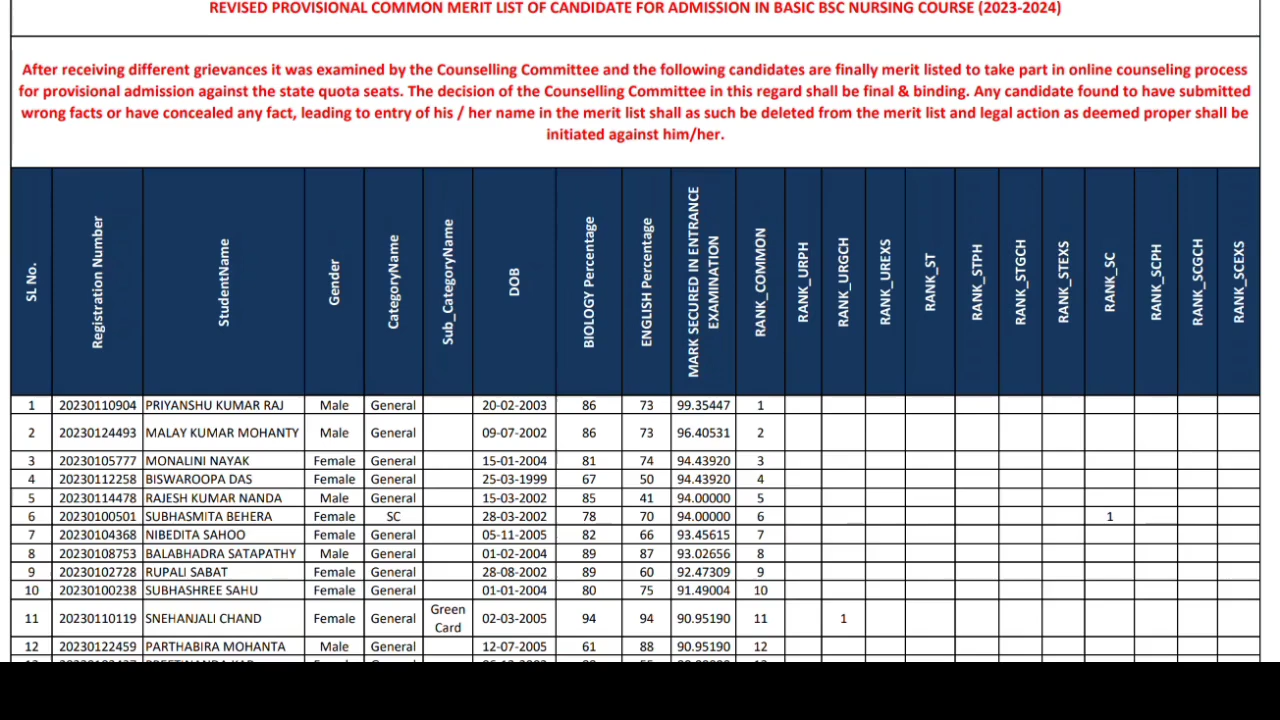 REVISED PROVISIONAL COMMON MERIT LIST OF CANDIDATE FOR ADMISSION IN BASIC BSC NURSING COURSE (2023-2024)
After receiving different grievances it was examined by the Counselling Committee and the following candidates are finally merit listed to take part in online counseling process
for provisional admission against the state quota seats. The decision of the Counselling Committee in this regard shall be final & binding. Any candidate found to have submitted
wrong facts or have concealed any fact, leading to entry of his / her name in the merit list shall as such be deleted from the merit list and legal action as deemed proper shall be
initiated against him/her.
SL No. Registration Number StudentName Gender CategoryName Sub_CategoryName DOB BIOLOGY Percentage ENGLISH Percentage MARK SECURED IN ENTRANCE EXAMINATION RANK_COMMON RANK_URPH RANK_URGCH RANK_UREXS RANK_ST RANK_STPH RANK_STGCH RANK_STEXS RANK_SC RANK_SCPH RANK_SCGCH RANK_SCEXS
1 20230110904 PRIYANSHU KUMAR RAJ Male General 20-02-2003 86 73 99.35447 1
2 20230124493 MALAY KUMAR MOHANTY Male General 09-07-2002 86 73 96.40531 2
3 20230105777 MONALINI NAYAK Female General 15-01-2004 81 74 94.43920 3
4 20230112258 BISWAROOPA DAS Female General 25-03-1999 67 50 94.43920 4
5 20230114478 RAJESH KUMAR NANDA Male General 15-03-2002 85 41 94.00000 5
6 20230100501 SUBHASMITA BEHERA Female SC 28-03-2002 78 70 94.00000 6 1
7 20230104368 NIBEDITA SAHOO Female General 05-11-2005 82 66 93.45615 7
8 20230108753 BALABHADRA SATAPATHY Male General 01-02-2004 89 87 93.02656 8
9 20230102728 RUPALI SABAT Female General 28-08-2002 89 60 92.47309 9
10 20230100238 SUBHASHREE SAHU Female General 01-01-2004 80 75 91.49004 10
11 20230110119 SNEHANJALI CHAND Female General Green Card 02-03-2005 94 94 90.95190 11 1
12 20230122459 PARTHABIRA MOHANTA Male General 12-07-2005 61 88 90.95190 12